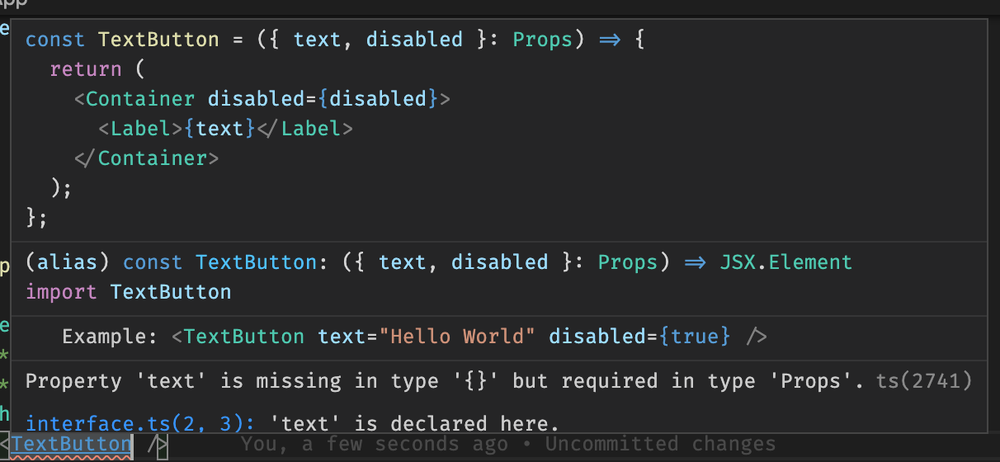 const TextButton = ({ text, disabled }: Props) => {
return (
<Container disabled={disabled}>
<Label>{text}</Label>
</Container>
);
};
(alias) const TextButton: ({ text, disabled }: Props) => JSX.Element
import TextButton
Example: <TextButton text="Hello World" disabled={true} />
Property 'text' is missing in type '{}' but required in type 'Props'. ts(2741)
interface.ts(2, 3): 'text' is declared here.
<TextButton /> You, a few seconds ago • Uncommitted changes